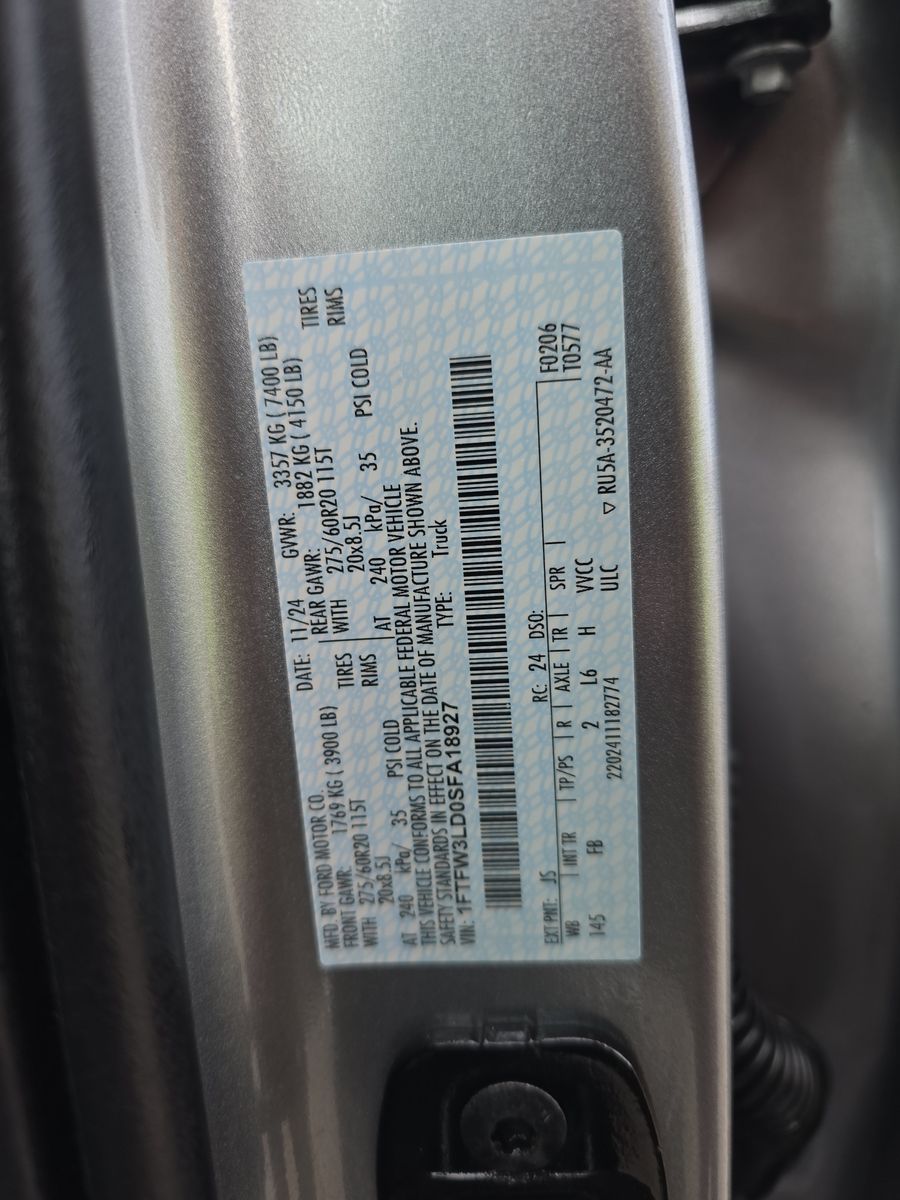 MFD. BY FORD MOTOR CO. DATE: 11/24 GVWR: 3357 KG ( 7400 LB)
FRONT GAWR: 1769 KG ( 3900 LB) REAR GAWR: 1882 KG ( 4150 LB)
WITH 275/60R20 115T TIRES WITH 275/60R20 115T TIRES
20x8.5J RIMS 20x8.5J RIMS
AT 240 kPa/ 35 PSI COLD AT 240 kPa/ 35 PSI COLD
THIS VEHICLE CONFORMS TO ALL APPLICABLE FEDERAL MOTOR VEHICLE
SAFETY STANDARDS IN EFFECT ON THE DATE OF MANUFACTURE SHOWN ABOVE.
VIN: 1FTFW3LD0SFA18927 TYPE: Truck
EXT PNT: JS RC: 24 DSO: F0206
WB INT TR TP/PS R AXLE TR SPR T0577
145 FB 2 L6 H VVCC
2202411182774 ULC ▽ RU5A-3520472-AA